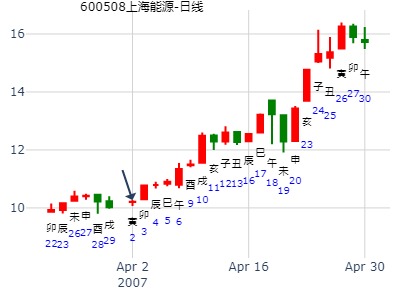 600508上海能源-日线
16
14
12
10
卯
22
辰
23
未
26
申
27
酉
28
戌
29
寅
2
卯
3
辰
4
巳
5
午
6
酉
9
戌
10
亥
11
子
12
丑
13
辰
16
巳
17
午
18
未
19
申
20
亥
23
子
24
丑
25
寅
26
卯
27
午
30
Apr 2
2007
Apr 16
Apr 30